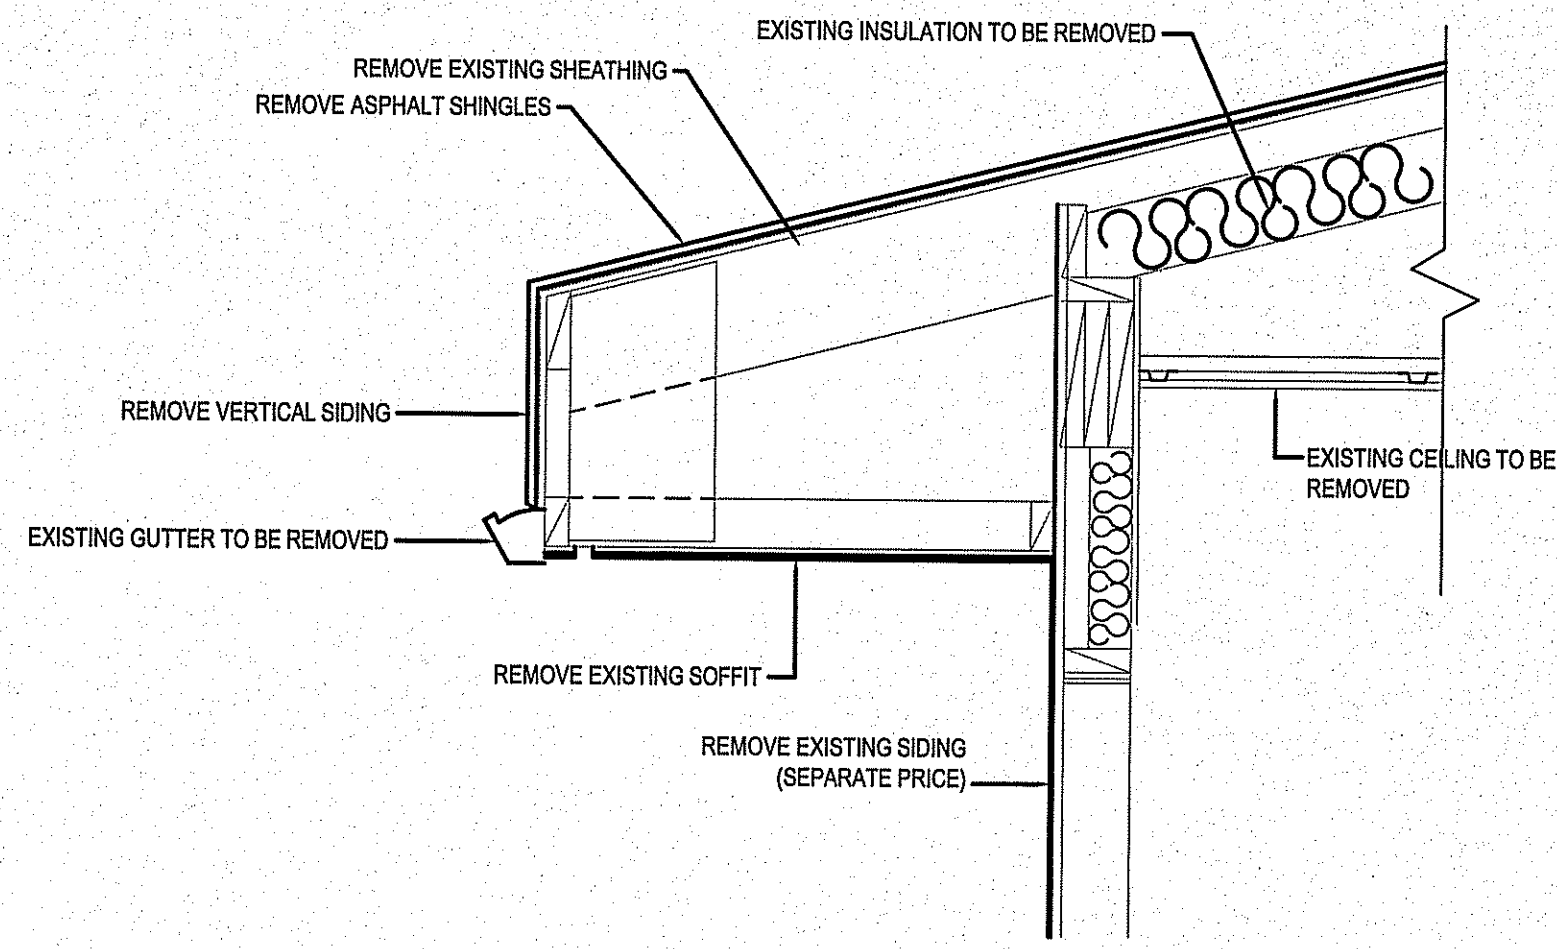 EXISTING INSULATION TO BE REMOVED
REMOVE EXISTING SHEATHING
REMOVE ASPHALT SHINGLES
REMOVE VERTICAL SIDING
EXISTING CEILING TO BE
REMOVED
EXISTING GUTTER TO BE REMOVED
REMOVE EXISTING SOFFIT
REMOVE EXISTING SIDING
(SEPARATE PRICE)